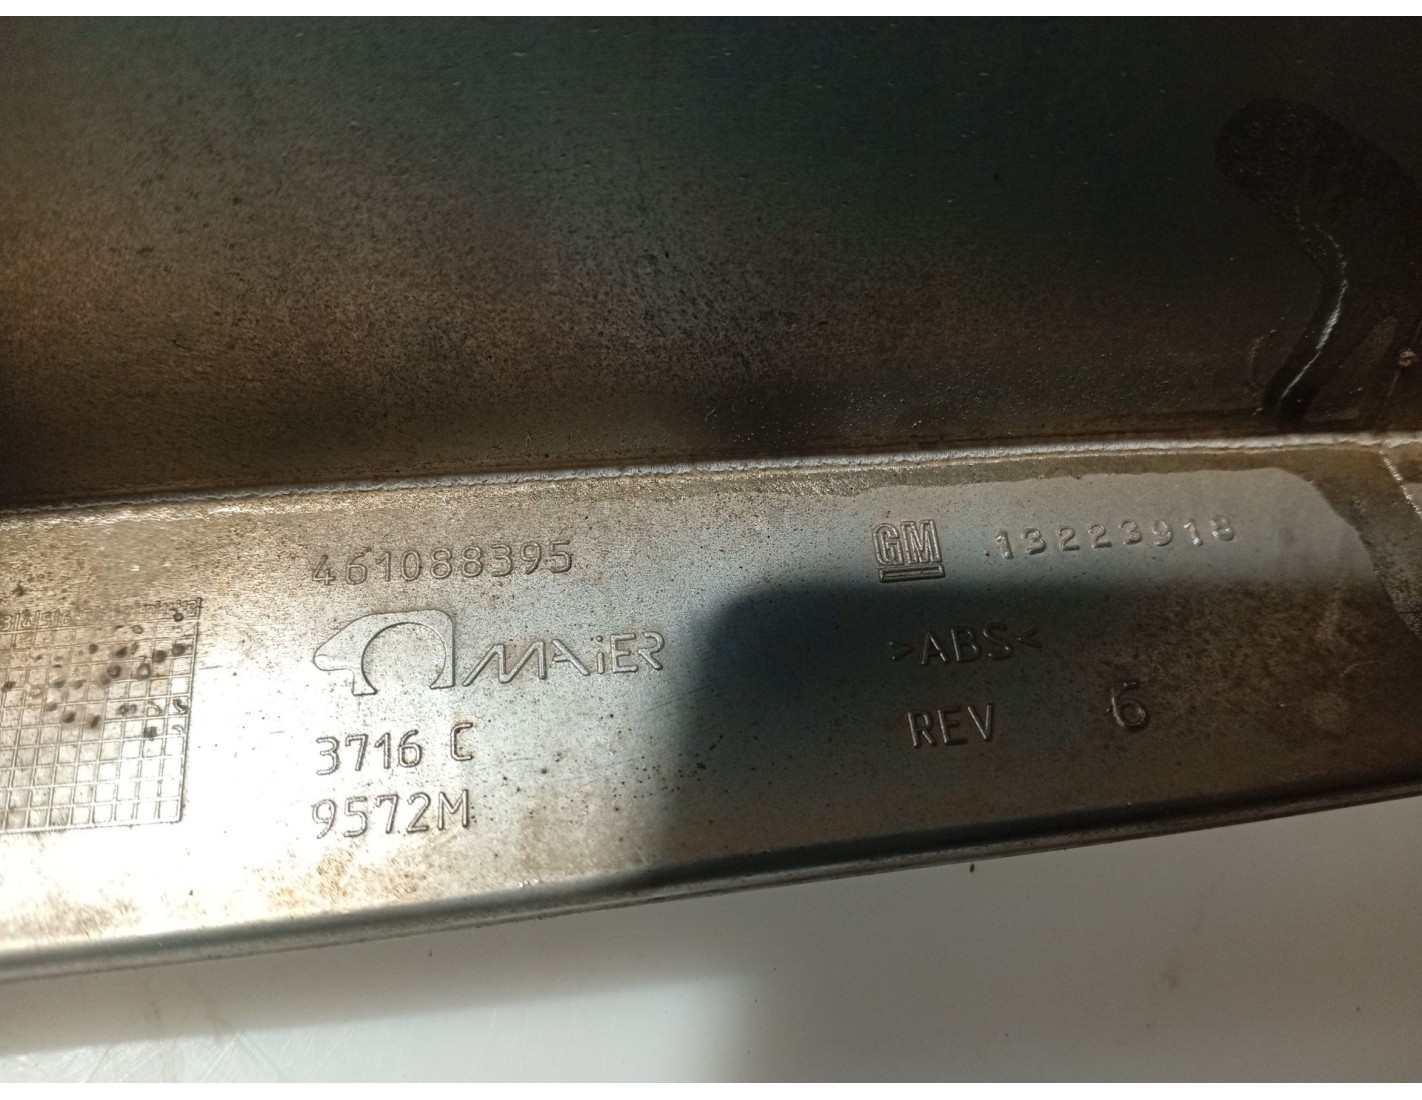 461088395
MAiER
3716 C
9572M
GM 13223918
>ABS<
REV 6